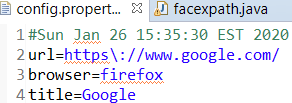 config.propert... facexpath.java
1 #Sun Jan 26 15:35:30 EST 2020
2 url=https\://www.google.com/
3 browser=firefox
4 title=Google